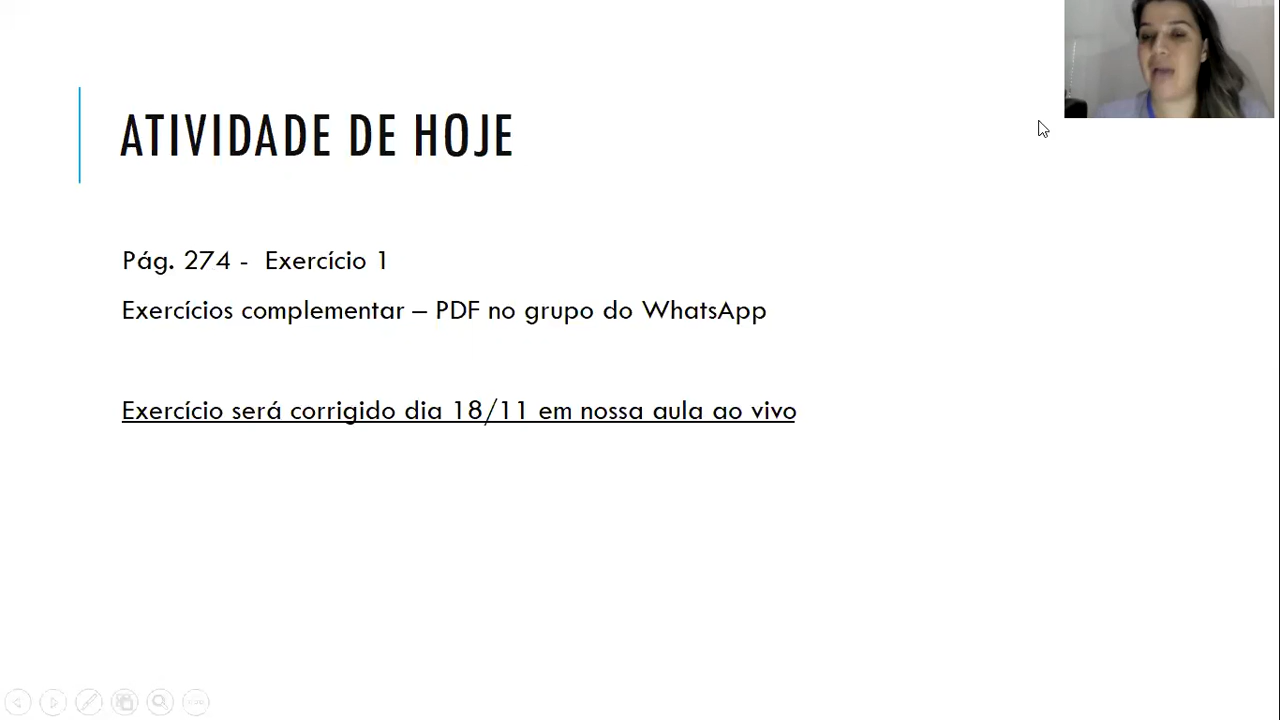 ATIVIDADE DE HOJE
Pág. 274 - Exercício 1
Exercícios complementar – PDF no grupo do WhatsApp
Exercício será corrigido dia 18/11 em nossa aula ao vivo